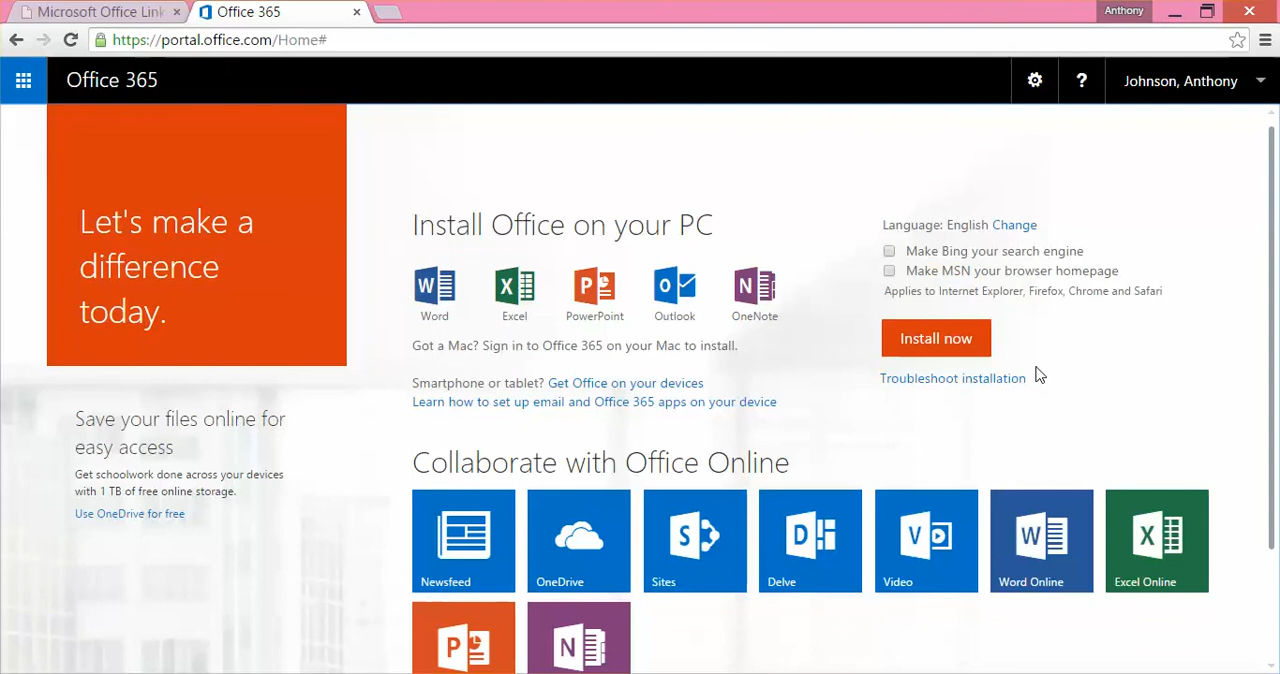 Microsoft Office Link
Office 365
Anthony
https://portal.office.com/Home#
Office 365
?
Johnson, Anthony
Let's make a
difference
today.
Save your files online for
easy access
Get schoolwork done across your devices
with 1 TB of free online storage.
Use OneDrive for free
Install Office on your PC
W
Word
X
Excel
P
PowerPoint
O
Outlook
N
OneNote
Got a Mac? Sign in to Office 365 on your Mac to install.
Smartphone or tablet? Get Office on your devices
Learn how to set up email and Office 365 apps on your device
Language: English Change
Make Bing your search engine
Make MSN your browser homepage
Applies to Internet Explorer, Firefox, Chrome and Safari
Install now
Troubleshoot installation
Collaborate with Office Online
Newsfeed
OneDrive
S
Sites
D
Delve
V
Video
W
Word Online
X
Excel Online
P
N